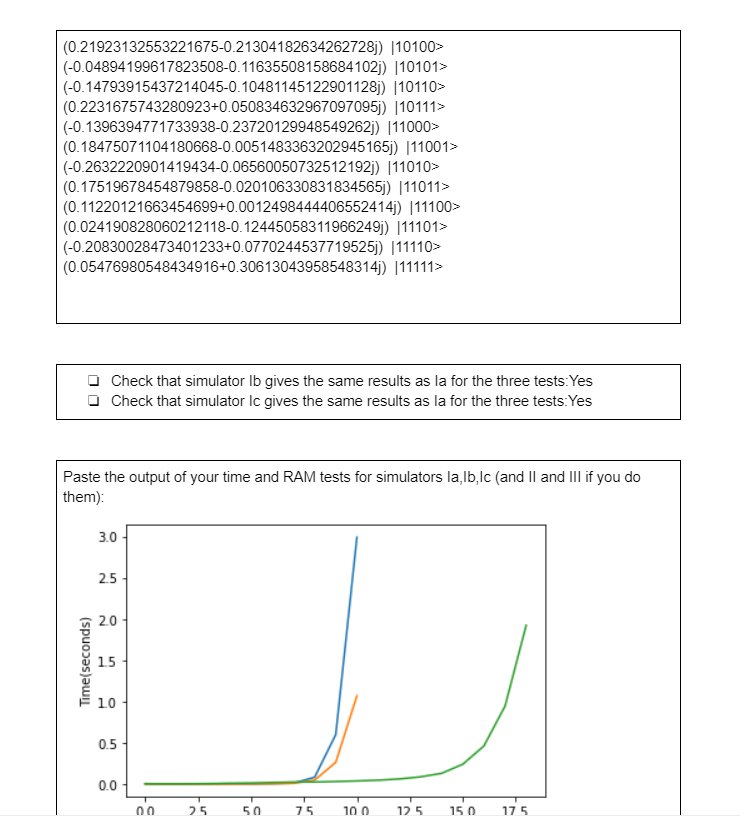 (0.21923132553221675-0.21304182634262728j) |10100>
(-0.04894199617823508-0.11635508158684102j) |10101>
(-0.14793915437214045-0.10481145122901128j) |10110>
(0.2231675743280923+0.050834632967097095j) |10111>
(-0.1396394771733938-0.23720129948549262j) |11000>
(0.18475071104180668-0.0051483363202945165j) |11001>
(-0.2632220901419434-0.06560050732512192j) |11010>
(0.17519678454879858-0.020106330831834565j) |11011>
(0.11220121663454699+0.0012498444406552414j) |11100>
(0.024190828060212118-0.12445058311966249j) |11101>
(-0.20830028473401233+0.0770244537719525j) |11110>
(0.05476980548434916+0.30613043958548314j) |11111>
Check that simulator Ib gives the same results as Ia for the three tests:Yes
Check that simulator Ic gives the same results as Ia for the three tests:Yes
Paste the output of your time and RAM tests for simulators Ia,Ib,Ic (and II and III if you do
them):
3.0
2.5
2.0
1.5
1.0
0.5
0.0
Time(seconds)
0.0 2.5 5.0 7.5 10.0 12.5 15.0 17.5